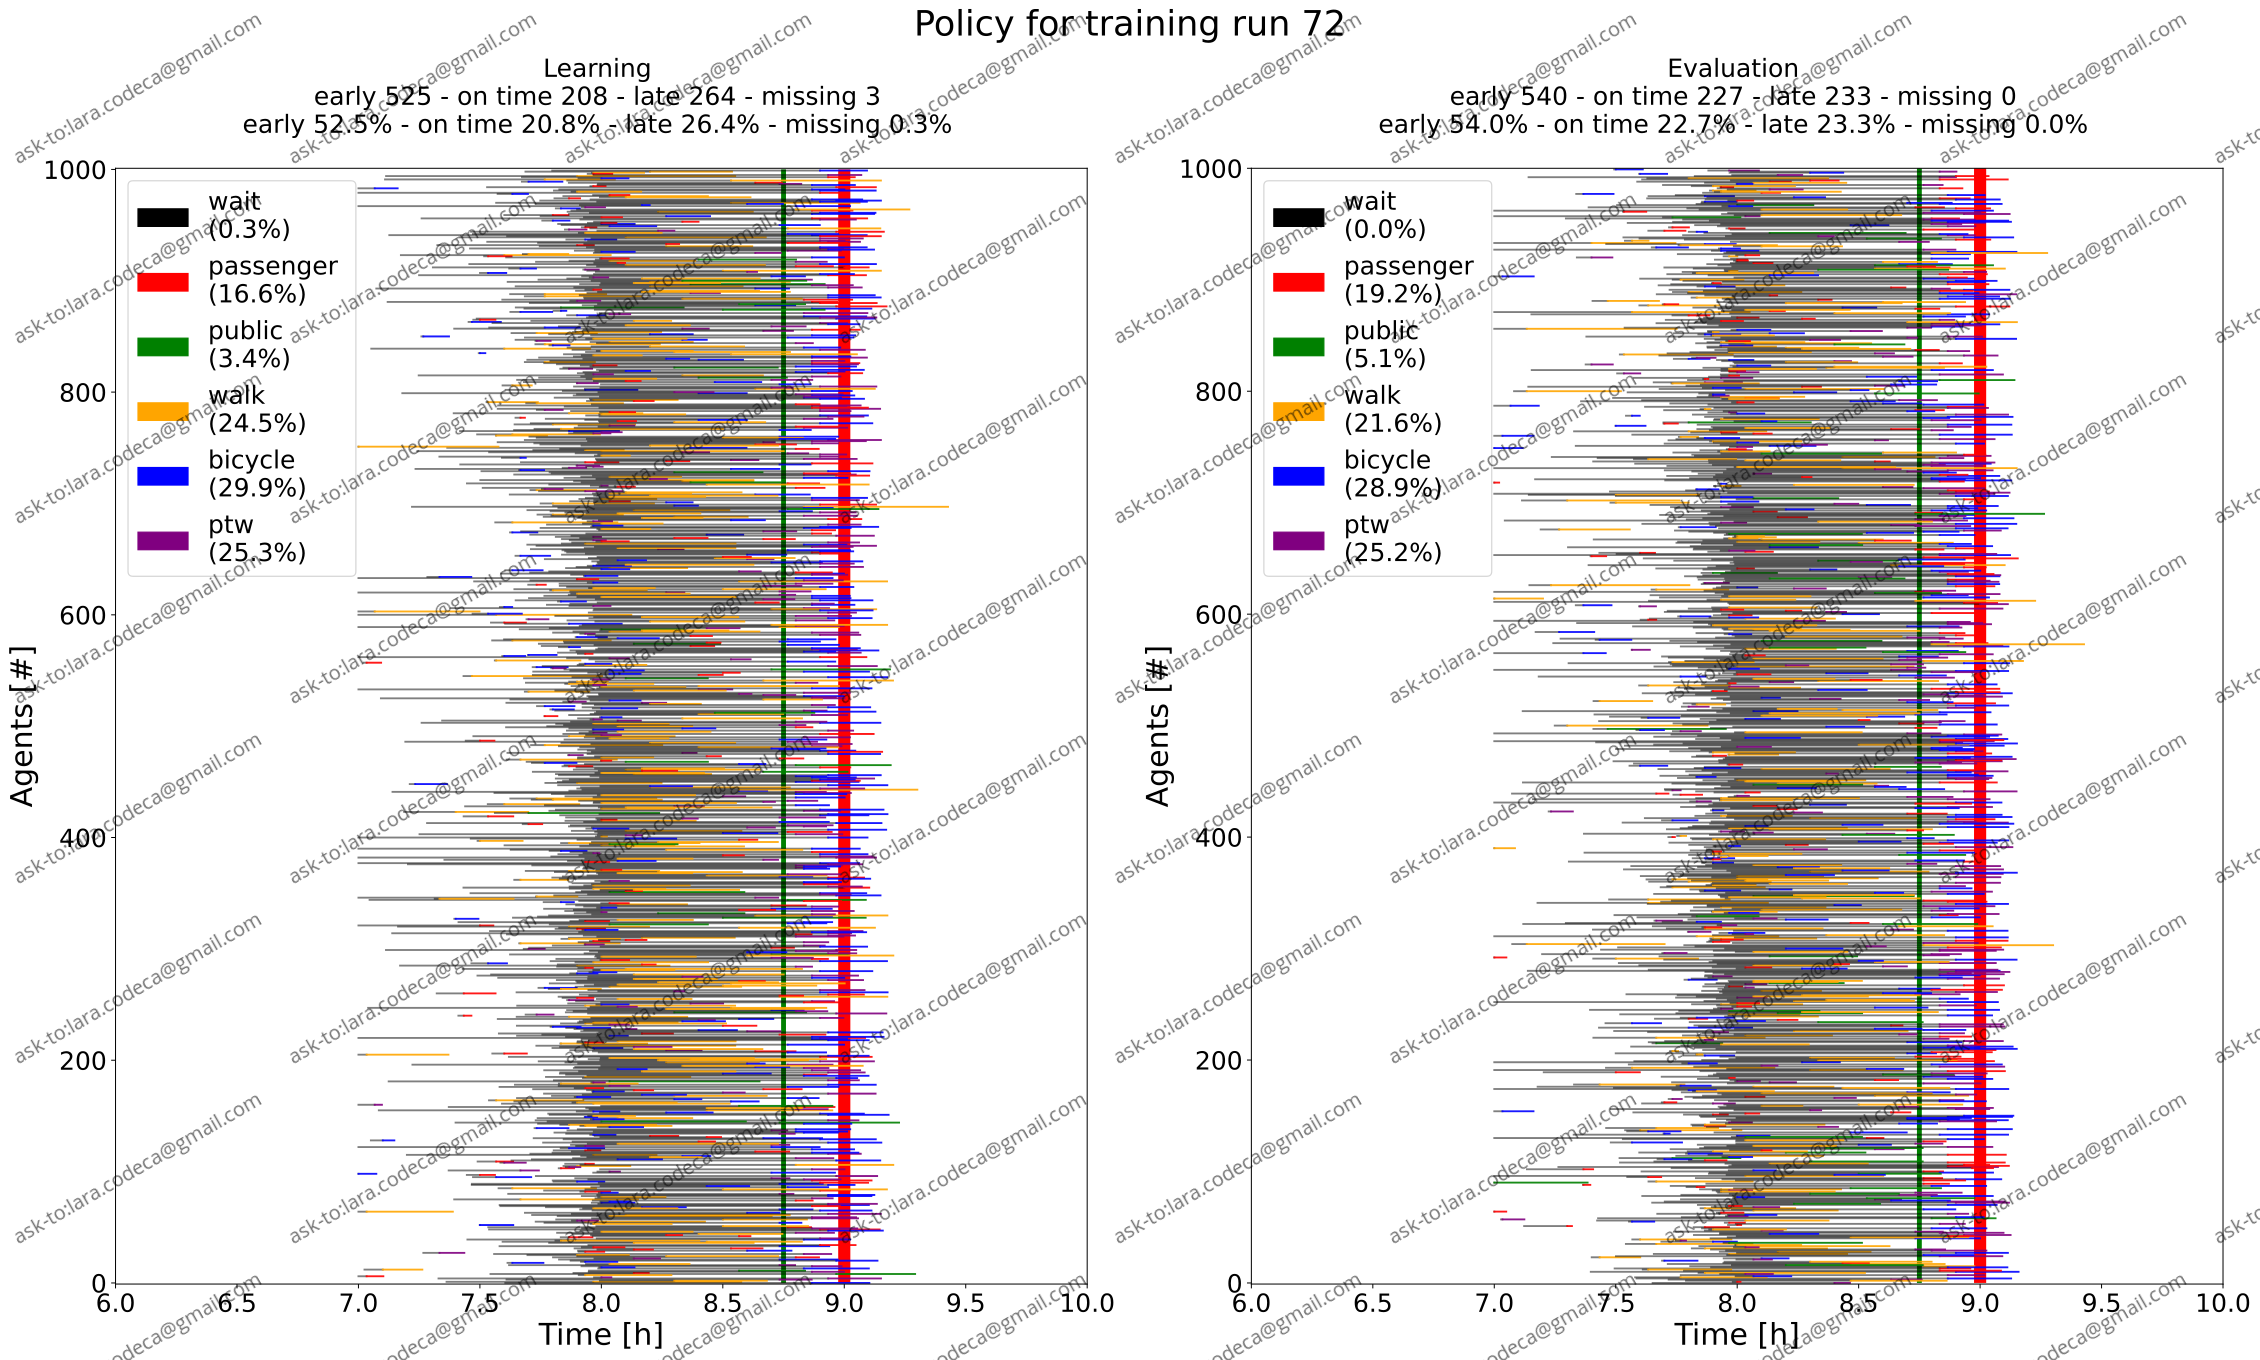 Policy for training run 72
Learning
early 525 - on time 208 - late 264 - missing 3
early 52.5% - on time 20.8% - late 26.4% - missing 0.3%
Agents [#]
1000
800
600
400
200
0
wait
(0.3%)
passenger
(16.6%)
public
(3.4%)
walk
(24.5%)
bicycle
(29.9%)
ptw
(25.3%)
6.0 6.5 7.0 7.5 8.0 8.5 9.0 9.5 10.0
Time [h]
Evaluation
early 540 - on time 227 - late 233 - missing 0
early 54.0% - on time 22.7% - late 23.3% - missing 0.0%
Agents [#]
1000
800
600
400
200
0
wait
(0.0%)
passenger
(19.2%)
public
(5.1%)
walk
(21.6%)
bicycle
(28.9%)
ptw
(25.2%)
6.0 6.5 7.0 7.5 8.0 8.5 9.0 9.5 10.0
Time [h]
ask-to:lara.codeca@gmail.com